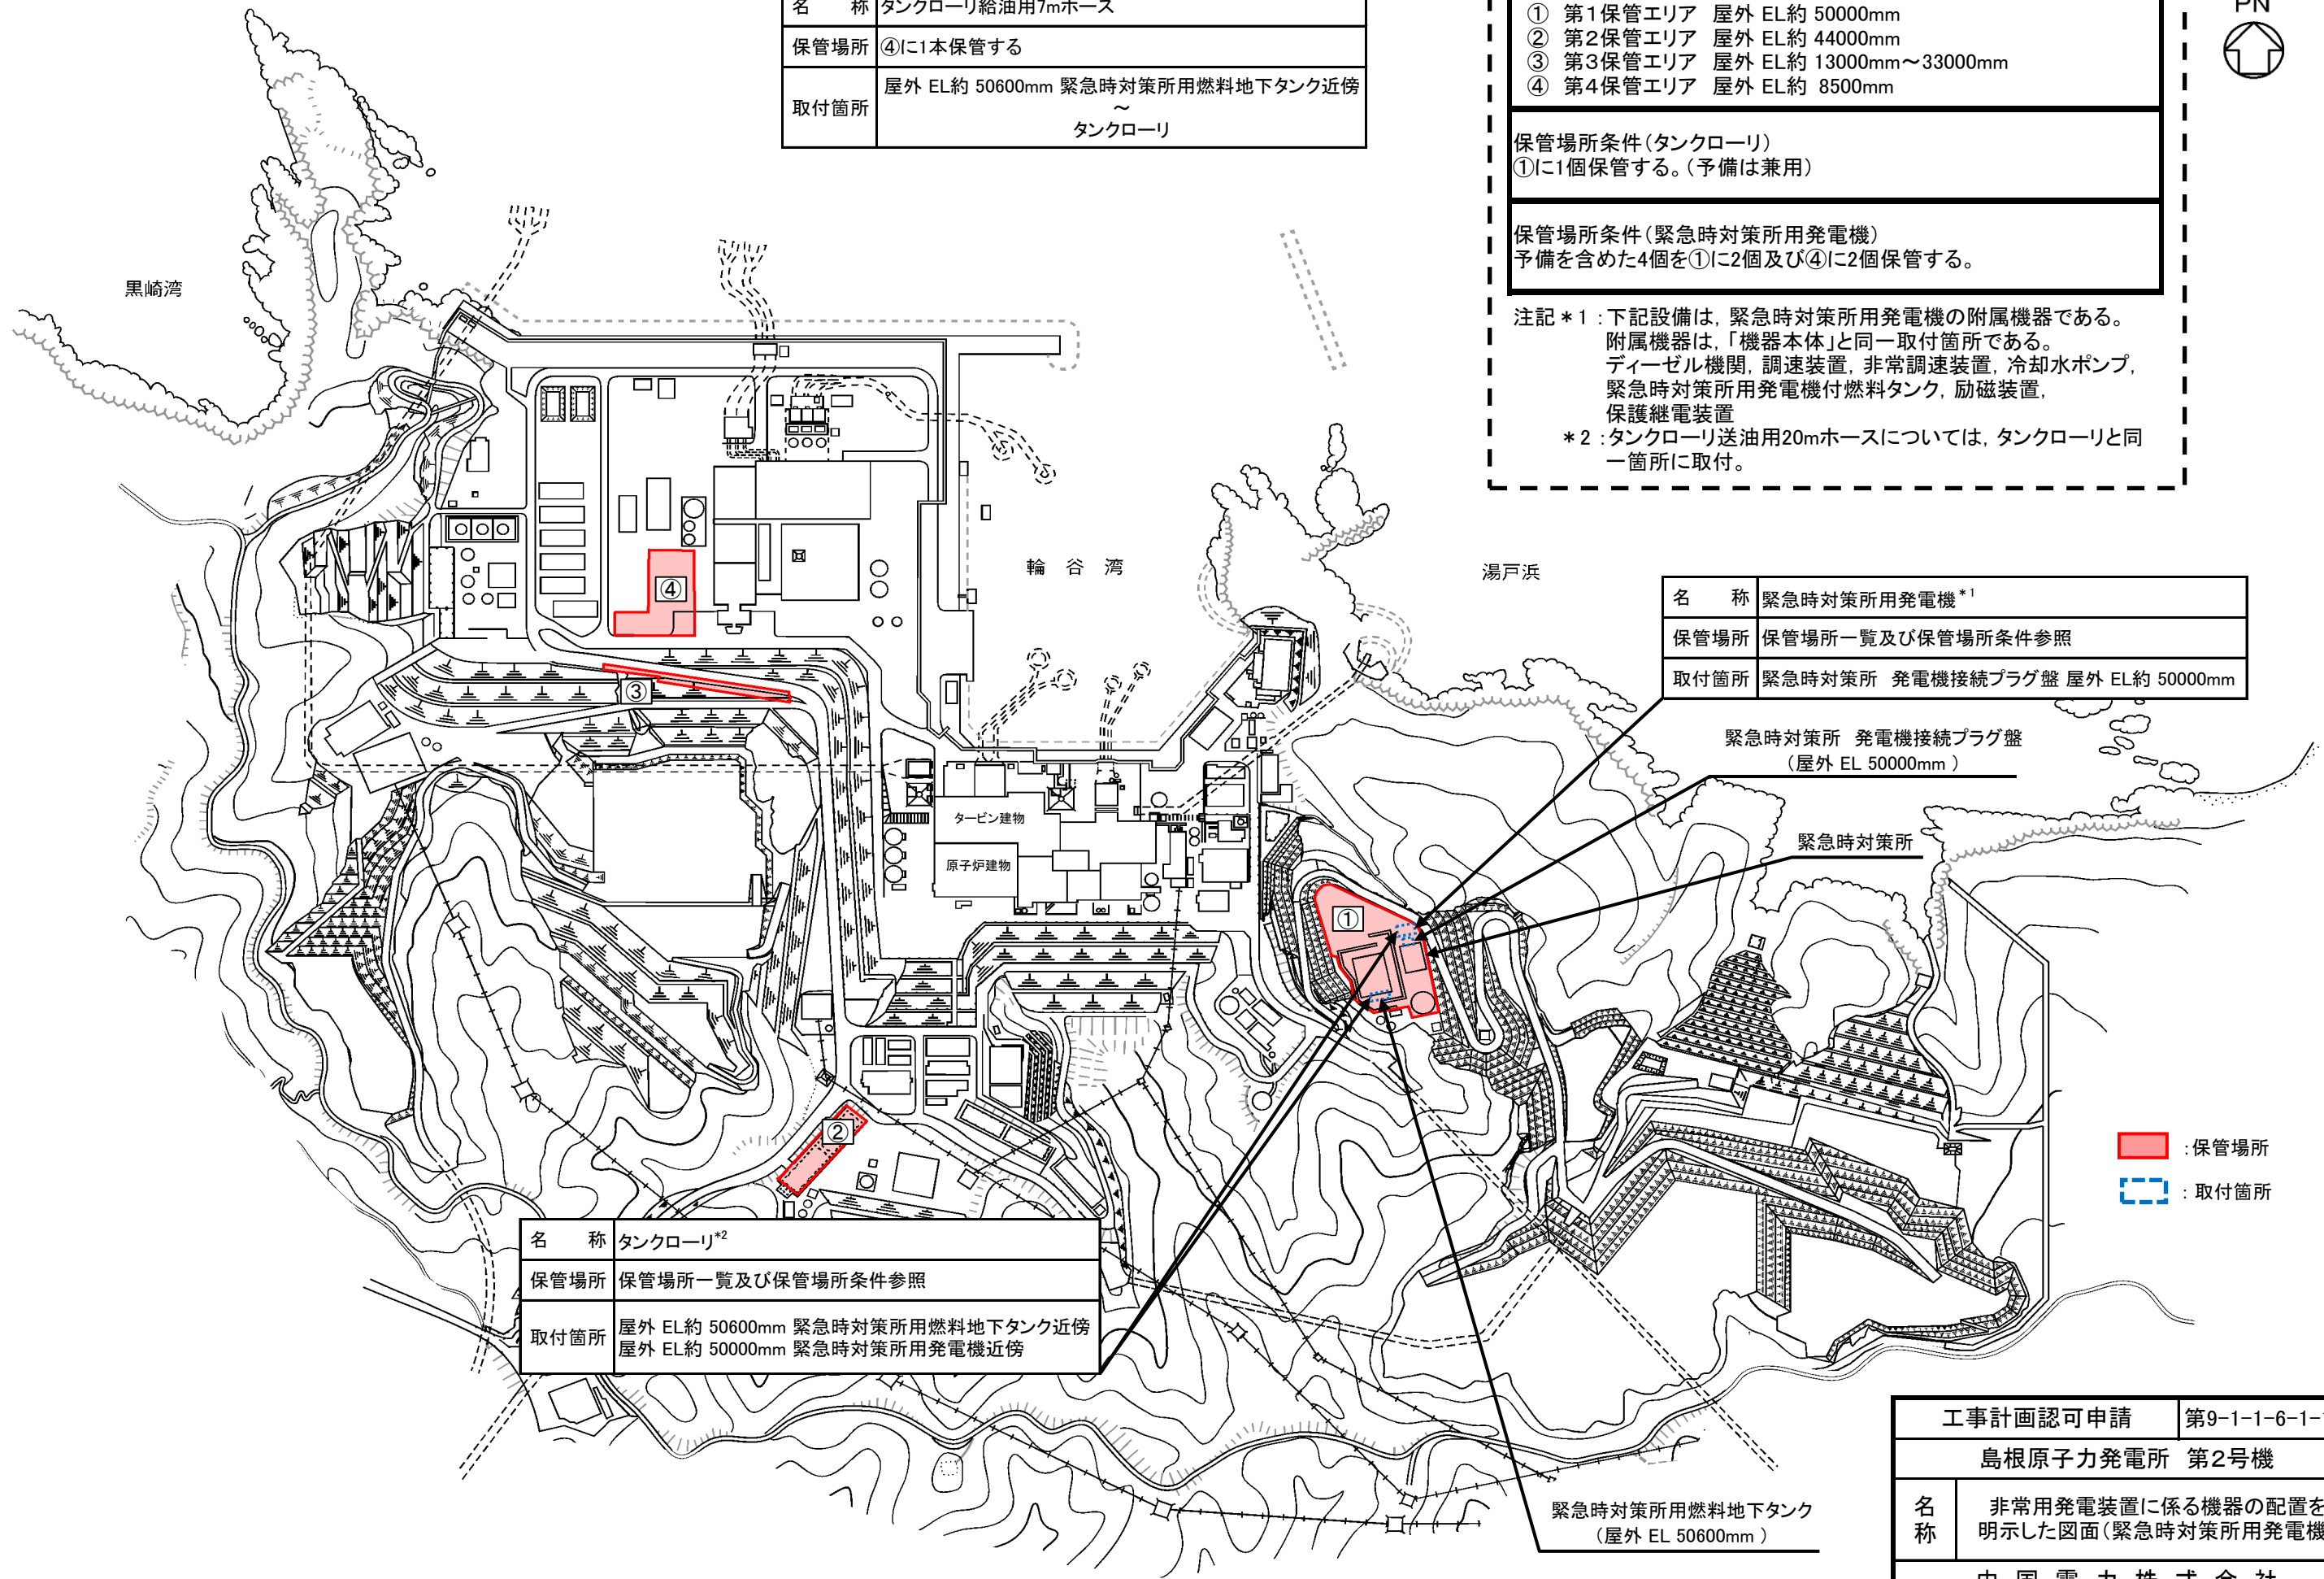 名　称 タンクローリ給油用7mホース
保管場所 ④に1本保管する
取付箇所 屋外 EL約 50600mm 緊急時対策所用燃料地下タンク近傍
～
タンクローリ
① 第1保管エリア 屋外 EL約 50000mm
② 第2保管エリア 屋外 EL約 44000mm
③ 第3保管エリア 屋外 EL約 13000mm～33000mm
④ 第4保管エリア 屋外 EL約 8500mm
保管場所条件(タンクローリ)
①に1個保管する。(予備は兼用)
保管場所条件(緊急時対策所用発電機)
予備を含めた4個を①に2個及び④に2個保管する。
注記＊1：下記設備は，緊急時対策所用発電機の附属機器である。
附属機器は，「機器本体」と同一取付箇所である。
ディーゼル機関，調速装置，非常調速装置，冷却水ポンプ，
緊急時対策所用発電機付燃料タンク，励磁装置，
保護継電装置
＊2：タンクローリ送油用20mホースについては，タンクローリと同
一箇所に取付。
PN
黒崎湾
輪谷湾
湯戸浜
名　称 緊急時対策所用発電機*1
保管場所 保管場所一覧及び保管場所条件参照
取付箇所 緊急時対策所 発電機接続プラグ盤 屋外 EL約 50000mm
緊急時対策所 発電機接続プラグ盤
（屋外 EL 50000mm）
緊急時対策所
④
③
タービン建物
原子炉建物
①
②
：保管場所
：取付箇所
名　称 タンクローリ*2
保管場所 保管場所一覧及び保管場所条件参照
取付箇所 屋外 EL約 50600mm 緊急時対策所用燃料地下タンク近傍
屋外 EL約 50000mm 緊急時対策所用発電機近傍
緊急時対策所用燃料地下タンク
（屋外 EL 50600mm）
工事計画認可申請 第9-1-1-6-1-
島根原子力発電所 第2号機
名称 非常用発電装置に係る機器の配置を
明示した図面(緊急時対策所用発電機
中国電力株式会社